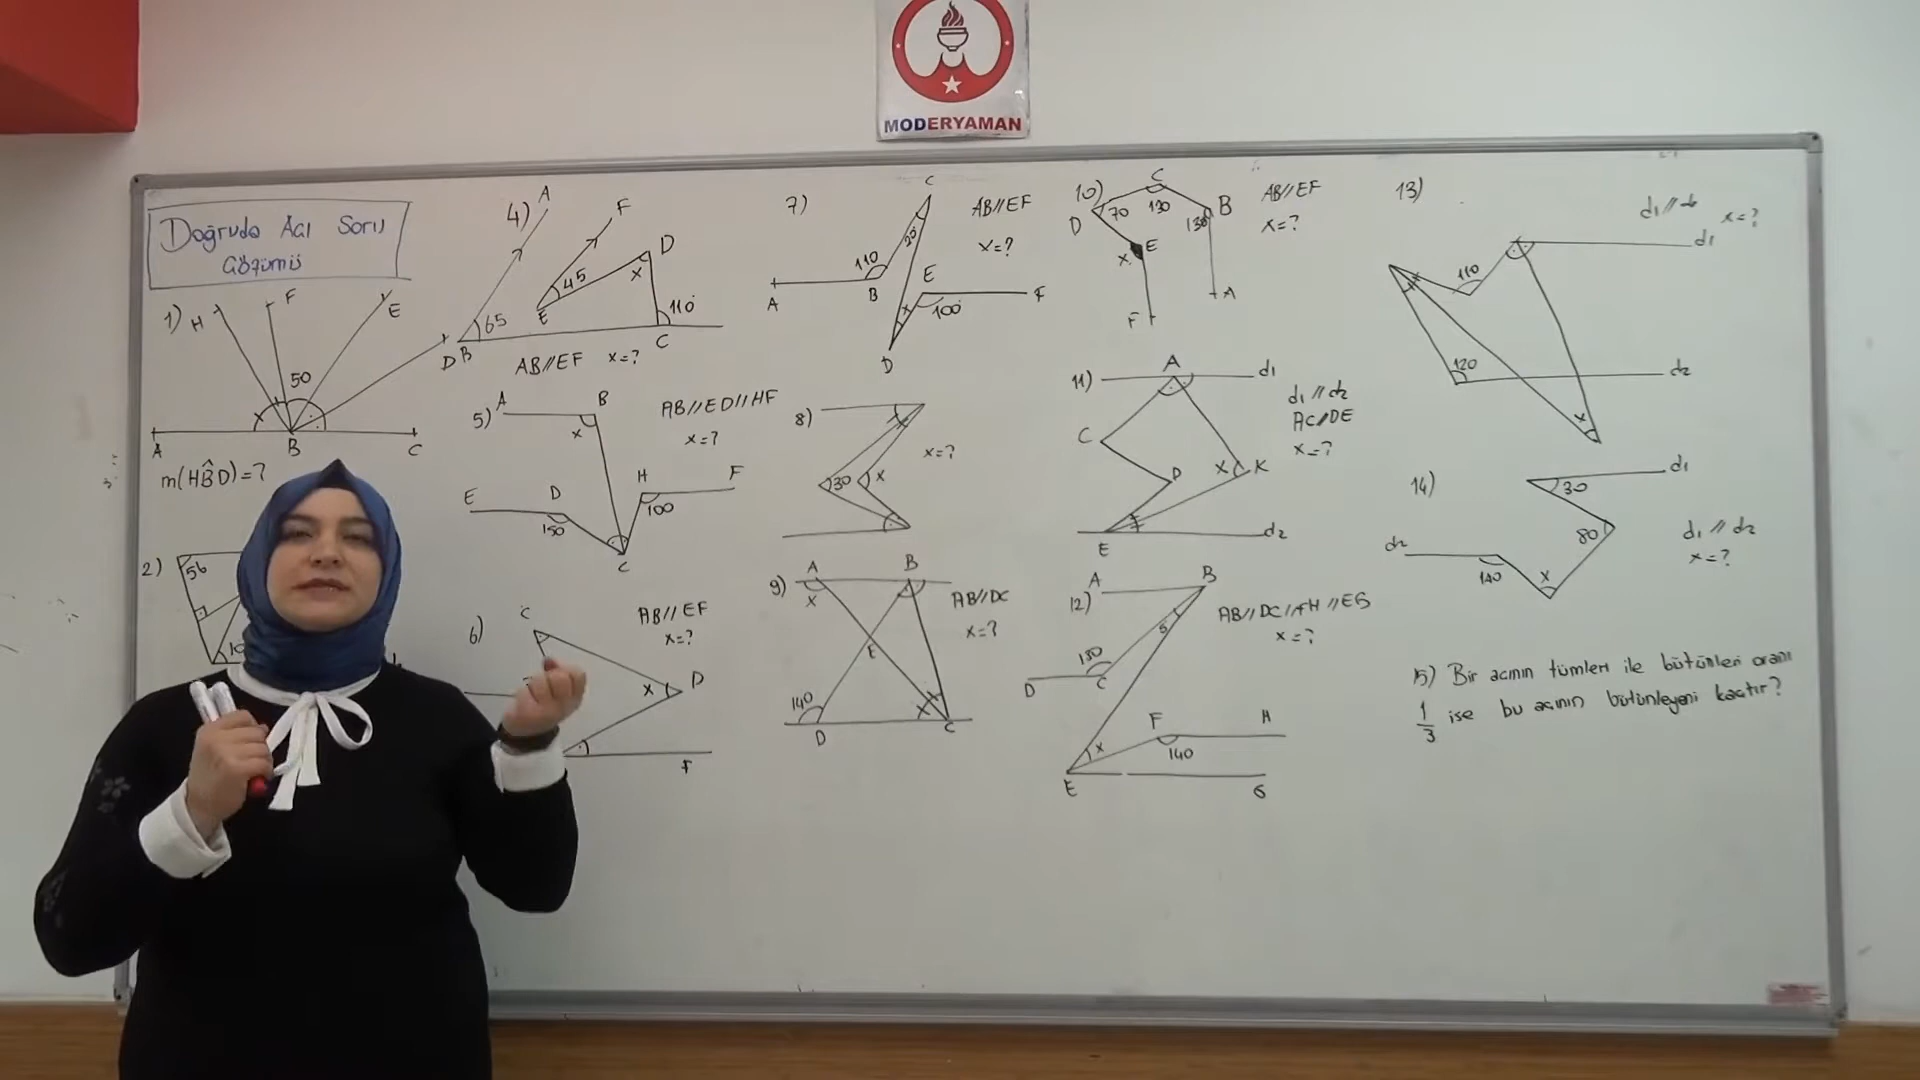 MODERYAMAN
Doğruda Açı Soru
Çözümü
1) H F E
50
x
A B C D
m(HBD)=?
2) 56
4) A F
D
45 x
E
65 110°
B C
AB//EF x=?
5) A B
x
AB//ED//HF
x=?
E D H F
150 100
C
6) C
AB//EF
x=?
x D
F
7) C
AB//EF
x=?
20°
110 E
A B x 100° F
D
8)
x=?
30 x
9) A B
x
AB//DC
x=?
E
140
D C
10) C
D 70 130 130 B
AB//EF
x=?
x E
F A
11) A d1
d1 // d2
AC//DE
x=?
C D x K
E d2
12) A B
AB//DC//FH//EG
x=?
5
130
D C
F H
x 140
E G
13)
d1//d2 x=?
d1
110
120 d2
x
14) d1
30
80
d1 // d2
x=?
d2
140 x
15) Bir açının tümleri ile bütünleri oranı
1/3 ise bu açının bütünleyeni kaçtır?